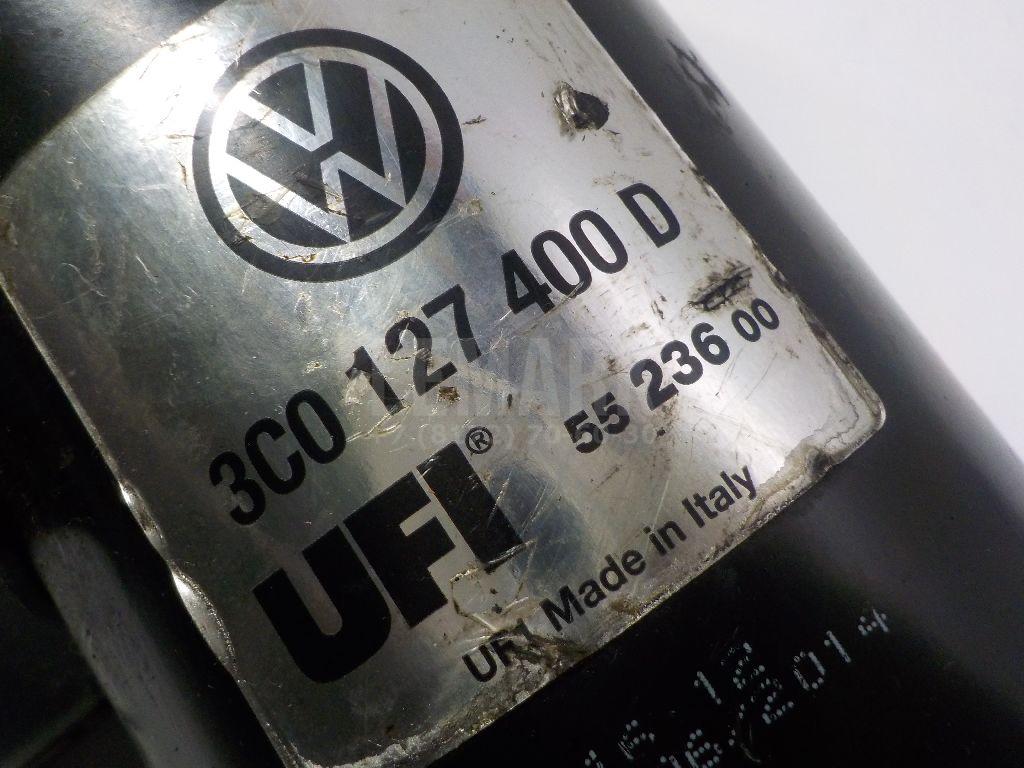 3C0 127 400 D
55 236 00
UFI®
UFI Made in Italy